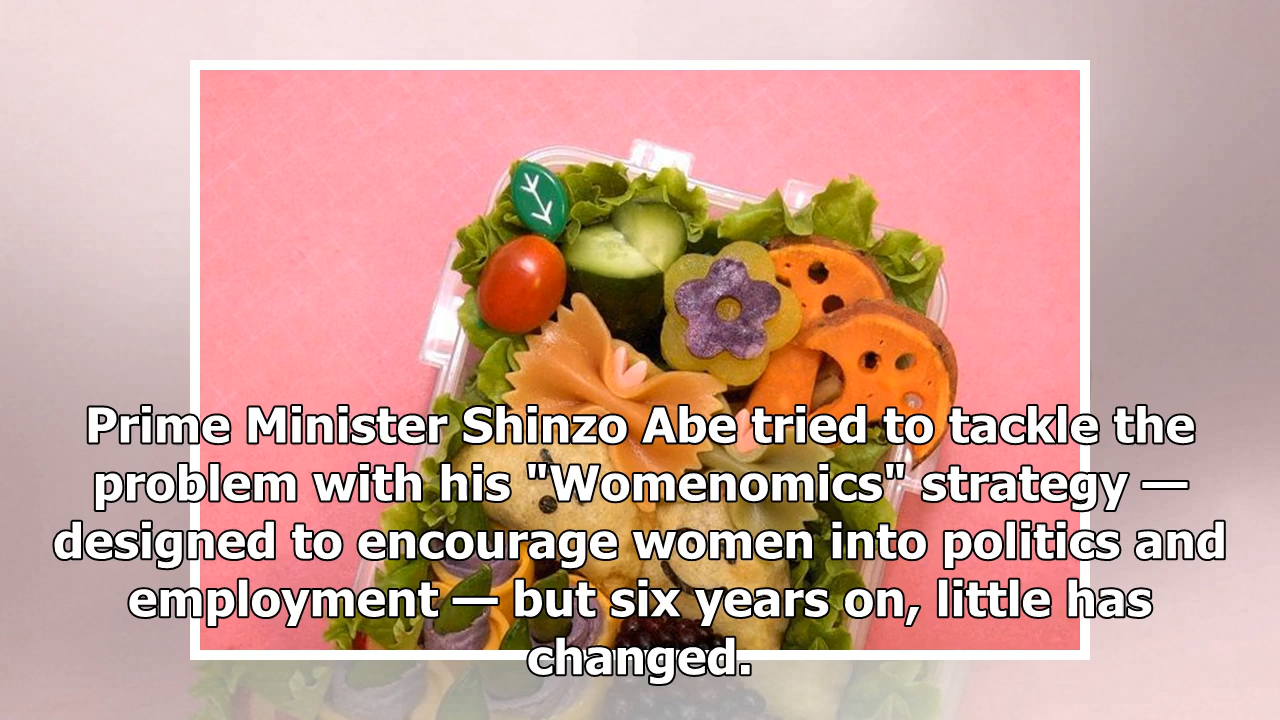 Prime Minister Shinzo Abe tried to tackle the
problem with his "Womenomics" strategy —
designed to encourage women into politics and
employment — but six years on, little has
changed.